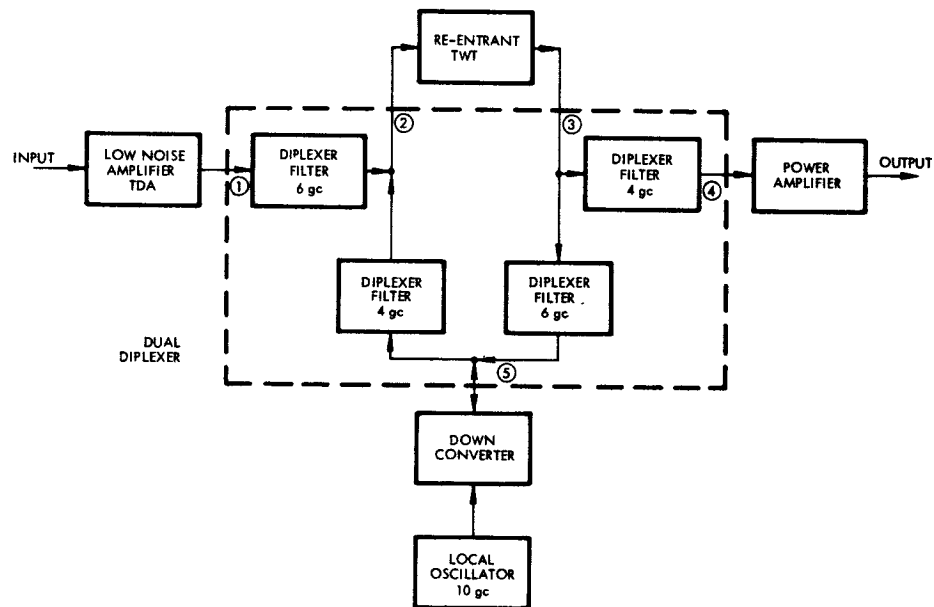 RE-ENTRANT
TWT
②
③
INPUT
LOW NOISE
AMPLIFIER
TDA
①
DIPLEXER
FILTER
6 gc
DIPLEXER
FILTER
4 gc
④
POWER
AMPLIFIER
OUTPUT
DIPLEXER
FILTER
4 gc
DIPLEXER
FILTER
6 gc
DUAL
DIPLEXER
⑤
DOWN
CONVERTER
LOCAL
OSCILLATOR
10 gc